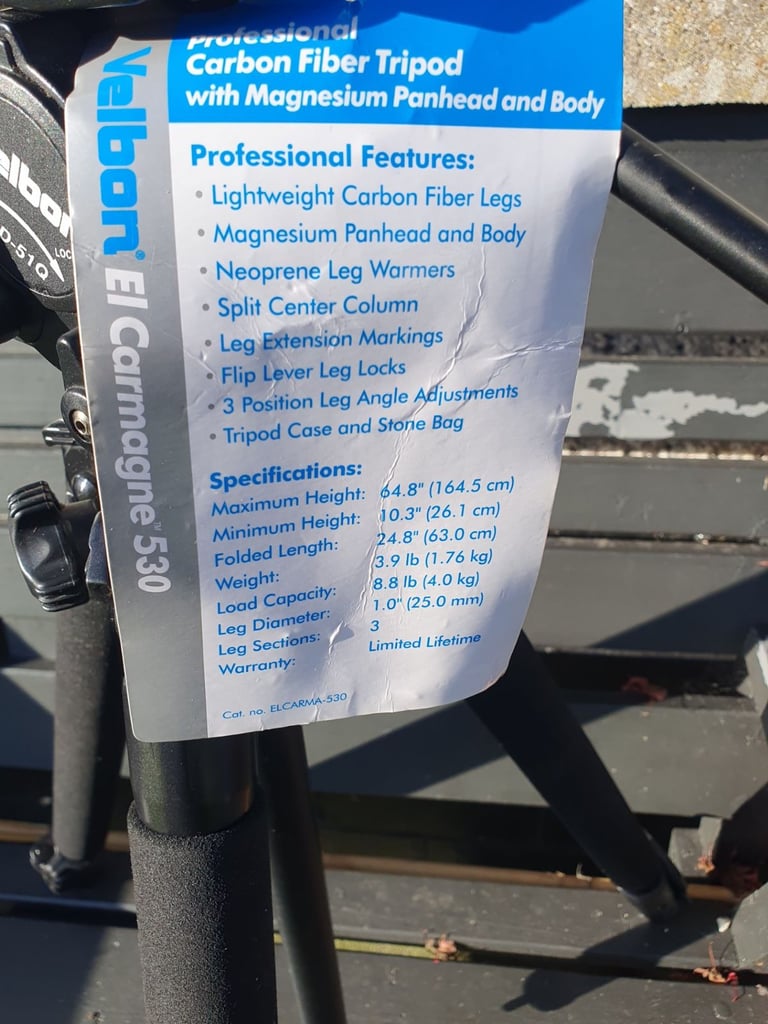 Professional
Carbon Fiber Tripod
with Magnesium Panhead and Body
Velbon®
El Carmagne™ 530
Professional Features:
• Lightweight Carbon Fiber Legs
• Magnesium Panhead and Body
• Neoprene Leg Warmers
• Split Center Column
• Leg Extension Markings
• Flip Lever Leg Locks
• 3 Position Leg Angle Adjustments
• Tripod Case and Stone Bag
Specifications:
Maximum Height: 64.8" (164.5 cm)
Minimum Height: 10.3" (26.1 cm)
Folded Length: 24.8" (63.0 cm)
Weight: 3.9 lb (1.76 kg)
Load Capacity: 8.8 lb (4.0 kg)
Leg Diameter: 1.0" (25.0 mm)
Leg Sections: 3
Warranty: Limited Lifetime
Cat. no. ELCARMA-530
elbon
D-51Q
LOC